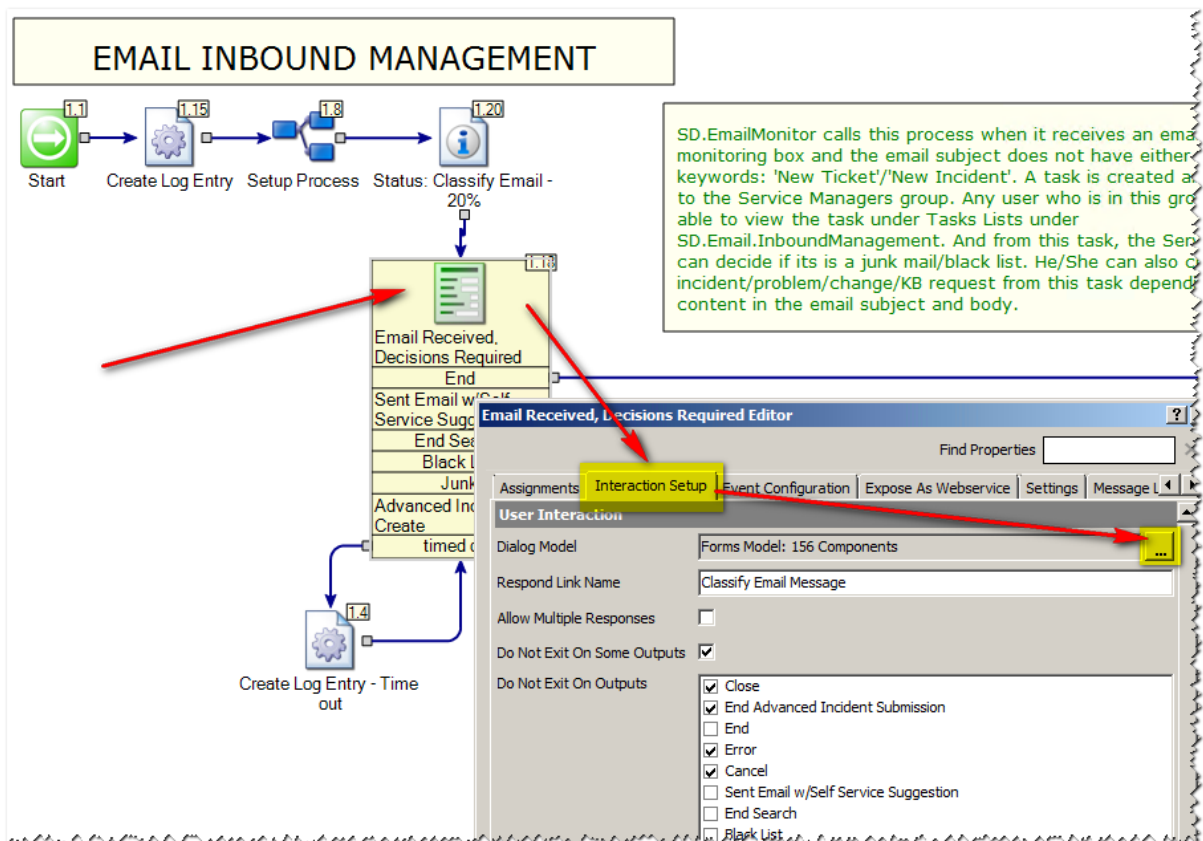 EMAIL INBOUND MANAGEMENT
1.1
1.15
1.8
1.20
Start
Create Log Entry
Setup Process
Status: Classify Email -
20%
SD.EmailMonitor calls this process when it receives an
monitoring box and the email subject does not have either
keywords: 'New Ticket'/'New Incident'. A task is created
to the Service Managers group. Any user who is in this
able to view the task under Tasks Lists under
SD.Email.InboundManagement. And from this task, the
can decide if its is a junk mail/black list. He/She can also
incident/problem/change/KB request from this task
content in the email subject and body.
Email Received,
Decisions Required
End
Sent Email
Service
End
Black
Junk
Advanced
Create
timed
1.4
Create Log Entry - Time
out
Email Received, Decisions Required Editor
?
Find Properties
Assignments
Interaction Setup
Event Configuration
Expose As Webservice
Settings
Message
User Interaction
Dialog Model
Forms Model: 156 Components
...
Respond Link Name
Classify Email Message
Allow Multiple Responses
Do Not Exit On Some Outputs
Do Not Exit On Outputs
Close
End Advanced Incident Submission
End
Error
Cancel
Sent Email w/Self Service Suggestion
End Search
Black List